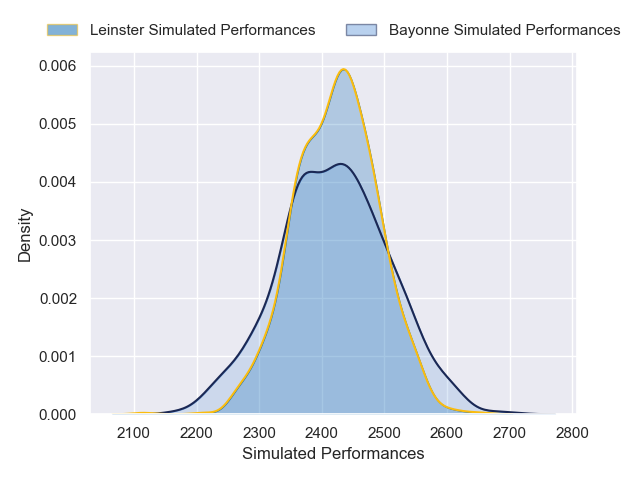 Leinster Simulated Performances
Bayonne Simulated Performances
0.006
0.005
0.004
0.003
0.002
0.001
0.000
Density
2100 2200 2300 2400 2500 2600 2700 2800
Simulated Performances